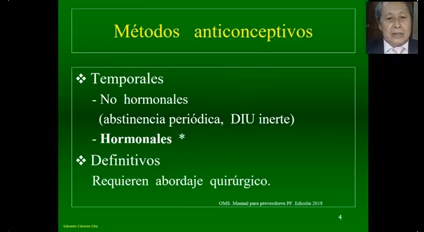 Métodos anticonceptivos
❖ Temporales
- No hormonales
(abstinencia periódica, DIU inerte)
- Hormonales *
❖ Definitivos
Requieren abordaje quirúrgico.
OMS .Manual para proveedores PF Edición 2018
4